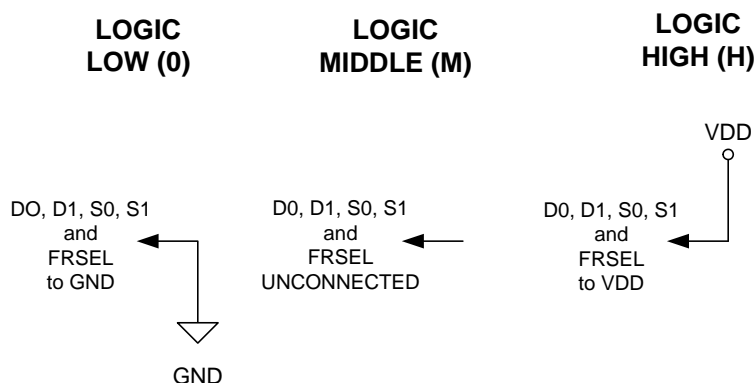 LOGIC
LOW (0)
LOGIC
MIDDLE (M)
LOGIC
HIGH (H)
VDD
DO, D1, S0, S1
and
FRSEL
to GND
D0, D1, S0, S1
and
FRSEL
UNCONNECTED
D0, D1, S0, S1
and
FRSEL
to VDD
GND